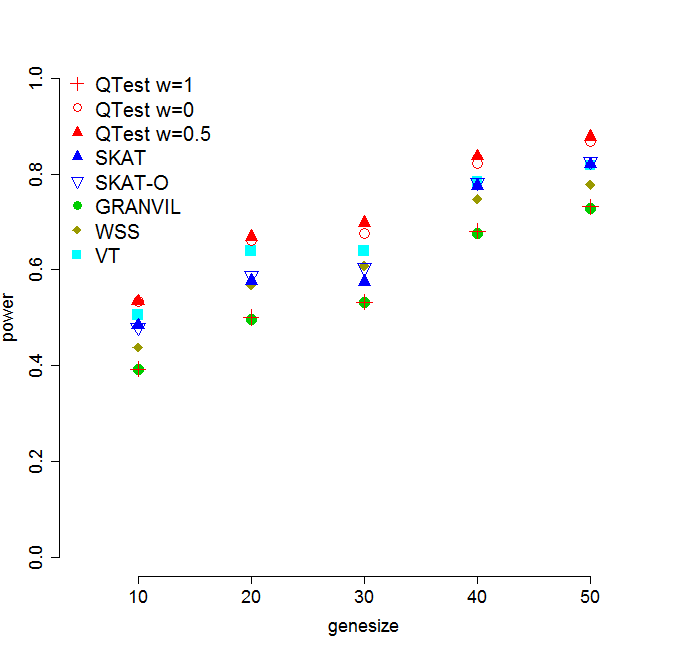 1.0
QTest w=1
QTest w=0
QTest w=0.5
0.8
SKAT
SKAT-O
GRANVIL
WSS
VT
0.6
power
0.4
0.2
0.0
10 20 30 40 50
genesize